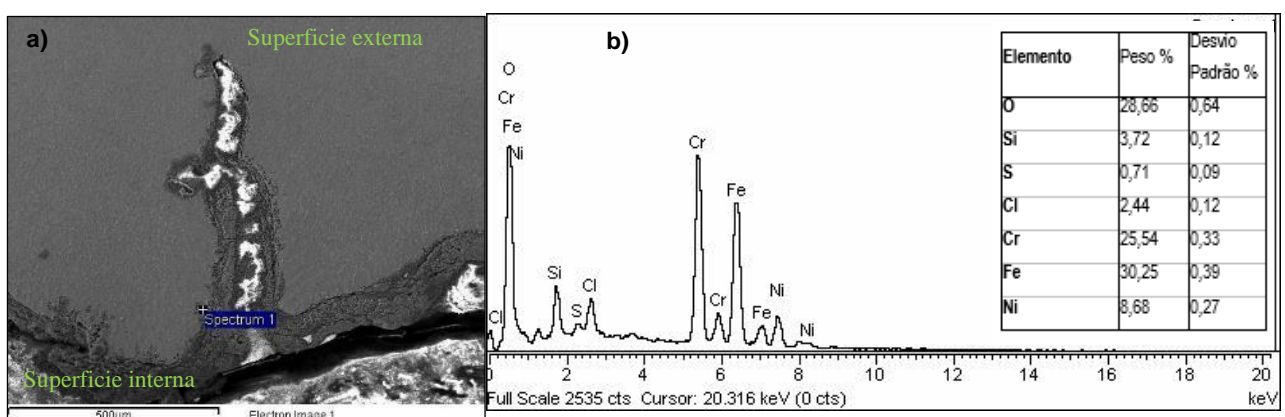 a)
Superficie externa
Spectrum 1
Superficie interna
500µm
Electron Image 1
b)
O
Cr
Fe
Ni
Cl
Si
S
Cl
Cr
Cr
Fe
Fe
Ni
Ni
Elemento Peso % Desvio Padrão %
O 28,66 0,64
Si 3,72 0,12
S 0,71 0,09
Cl 2,44 0,12
Cr 25,54 0,33
Fe 30,25 0,39
Ni 8,68 0,27
0 2 4 6 8 10 12 14 16 18 20
Full Scale 2535 cts Cursor: 20.316 keV (0 cts) keV